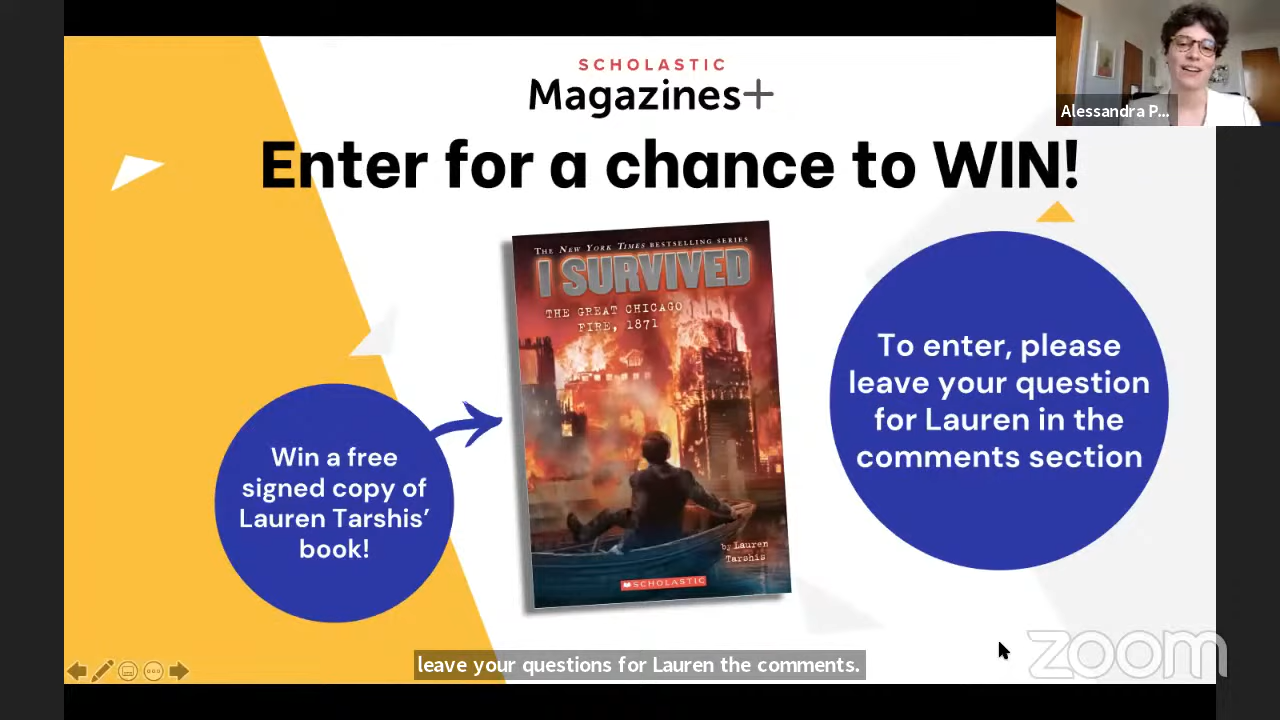 SCHOLASTIC
Magazines+
Enter for a chance to WIN!
Alessandra P...
THE NEW YORK TIMES BESTSELLING SERIES
I SURVIVED
THE GREAT CHICAGO
FIRE, 1871
by Lauren
Tarshis
SCHOLASTIC
Win a free
signed copy of
Lauren Tarshis’
book!
To enter, please
leave your question
for Lauren in the
comments section
leave your questions for Lauren the comments.
zoom